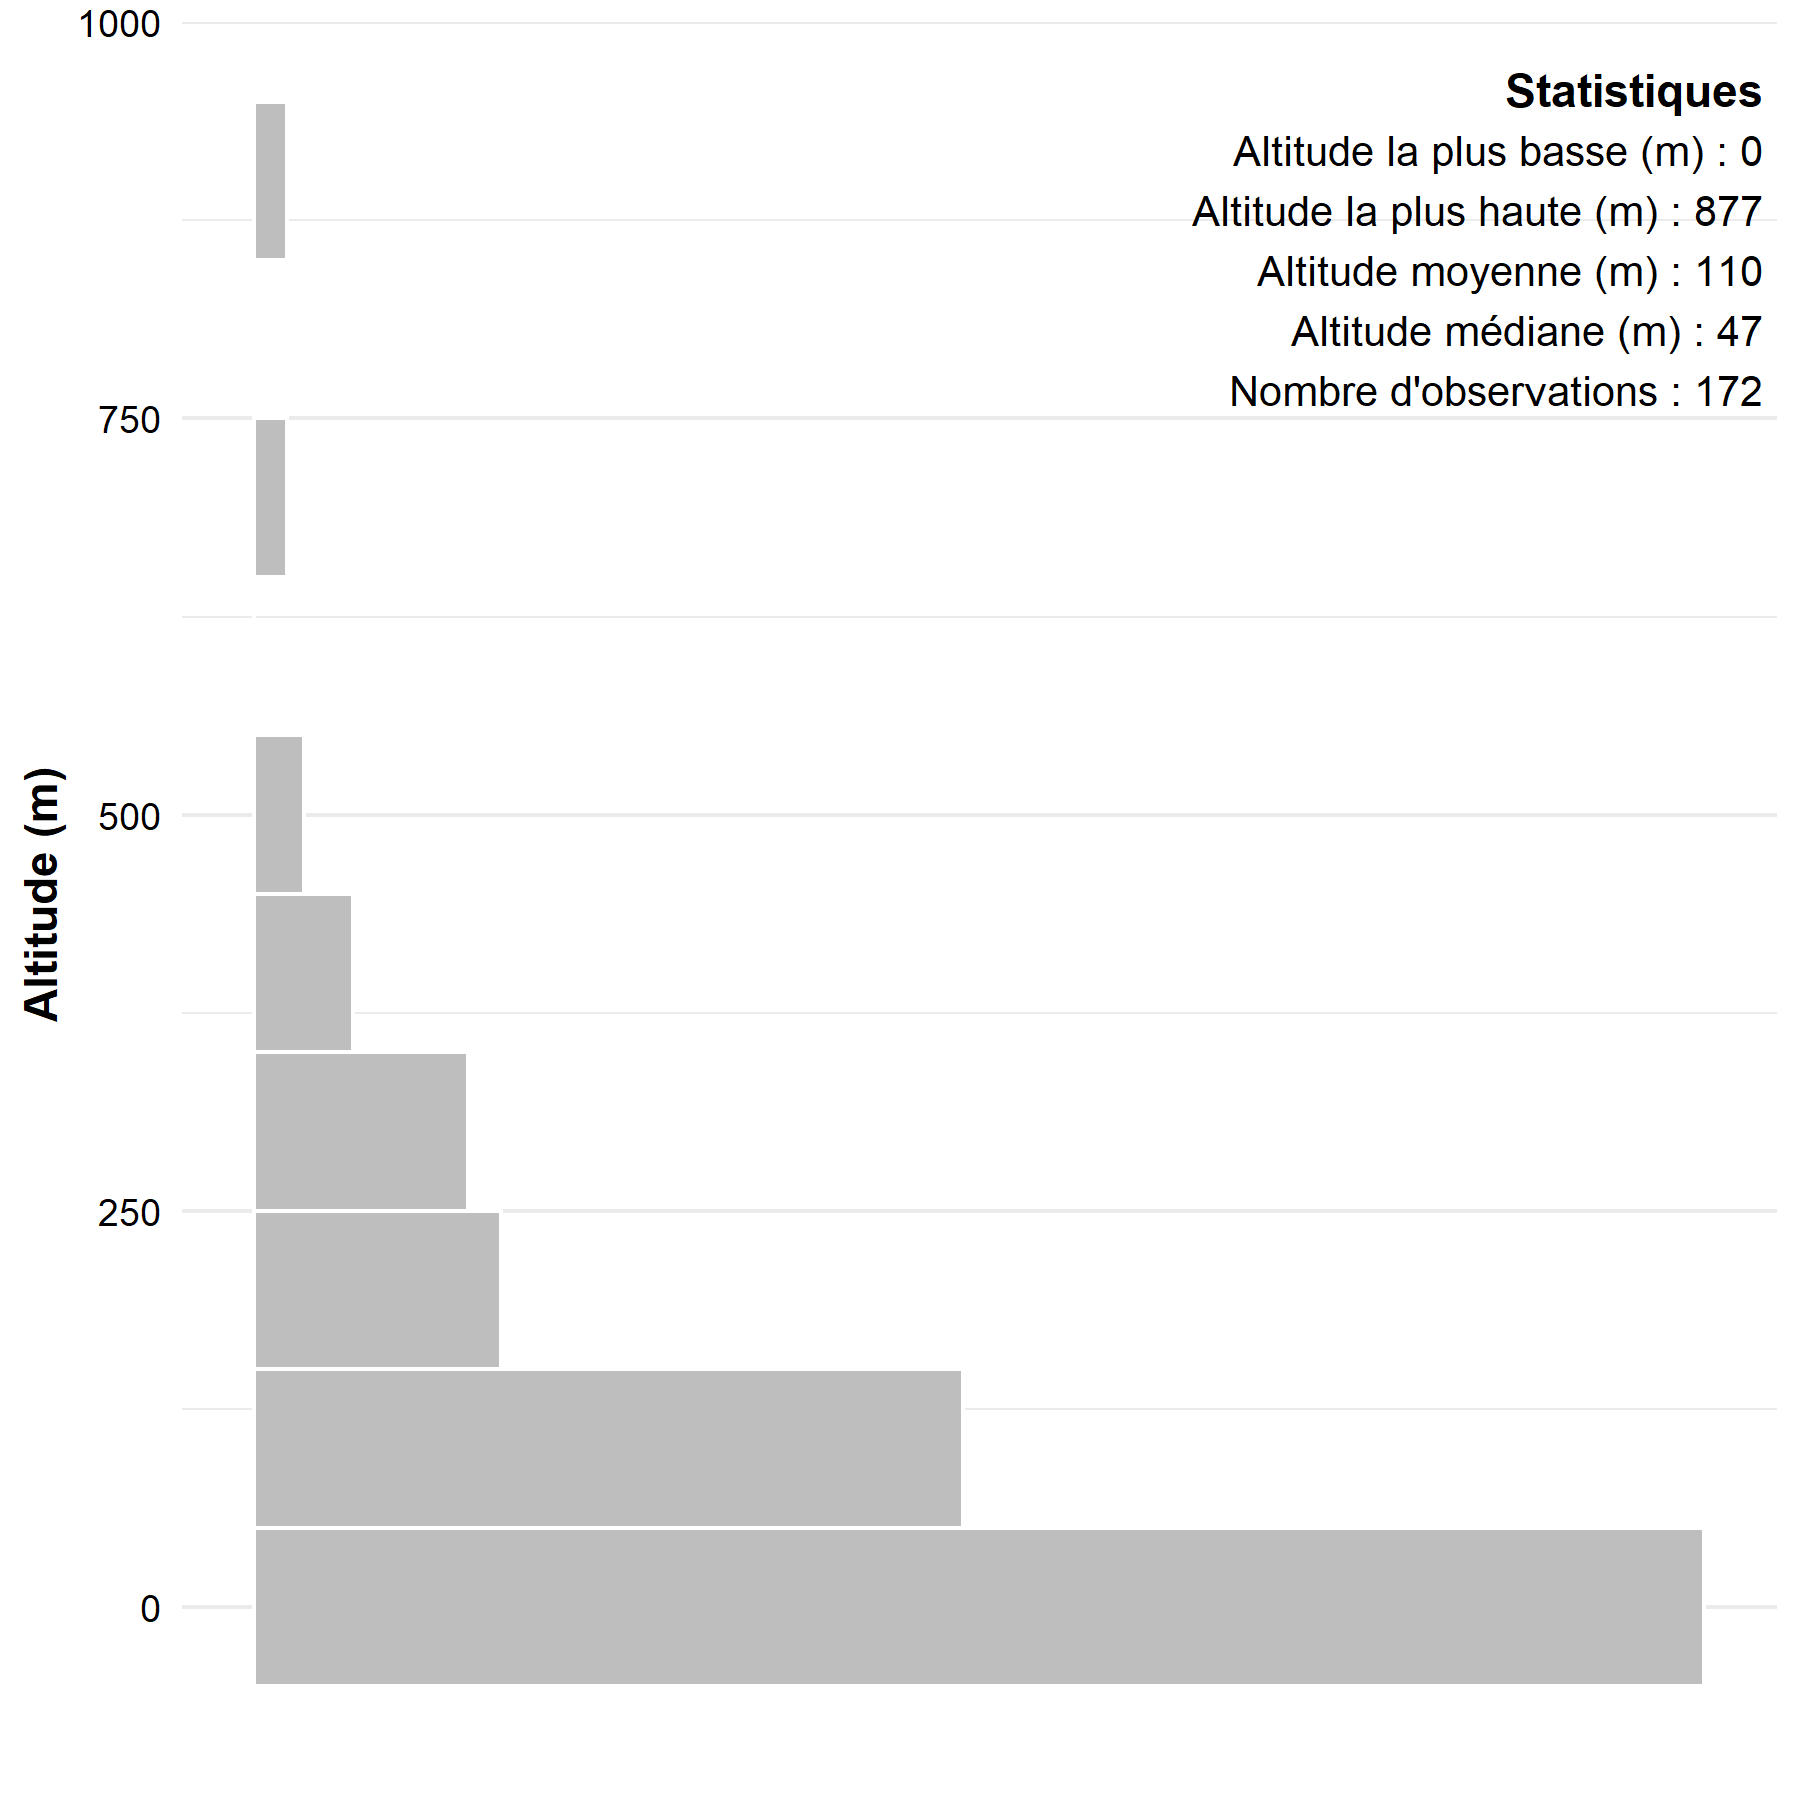 1000
Statistiques
Altitude la plus basse (m) : 0
Altitude la plus haute (m) : 877
Altitude moyenne (m) : 110
Altitude médiane (m) : 47
Nombre d'observations : 172
750
500
Altitude (m)
250
0